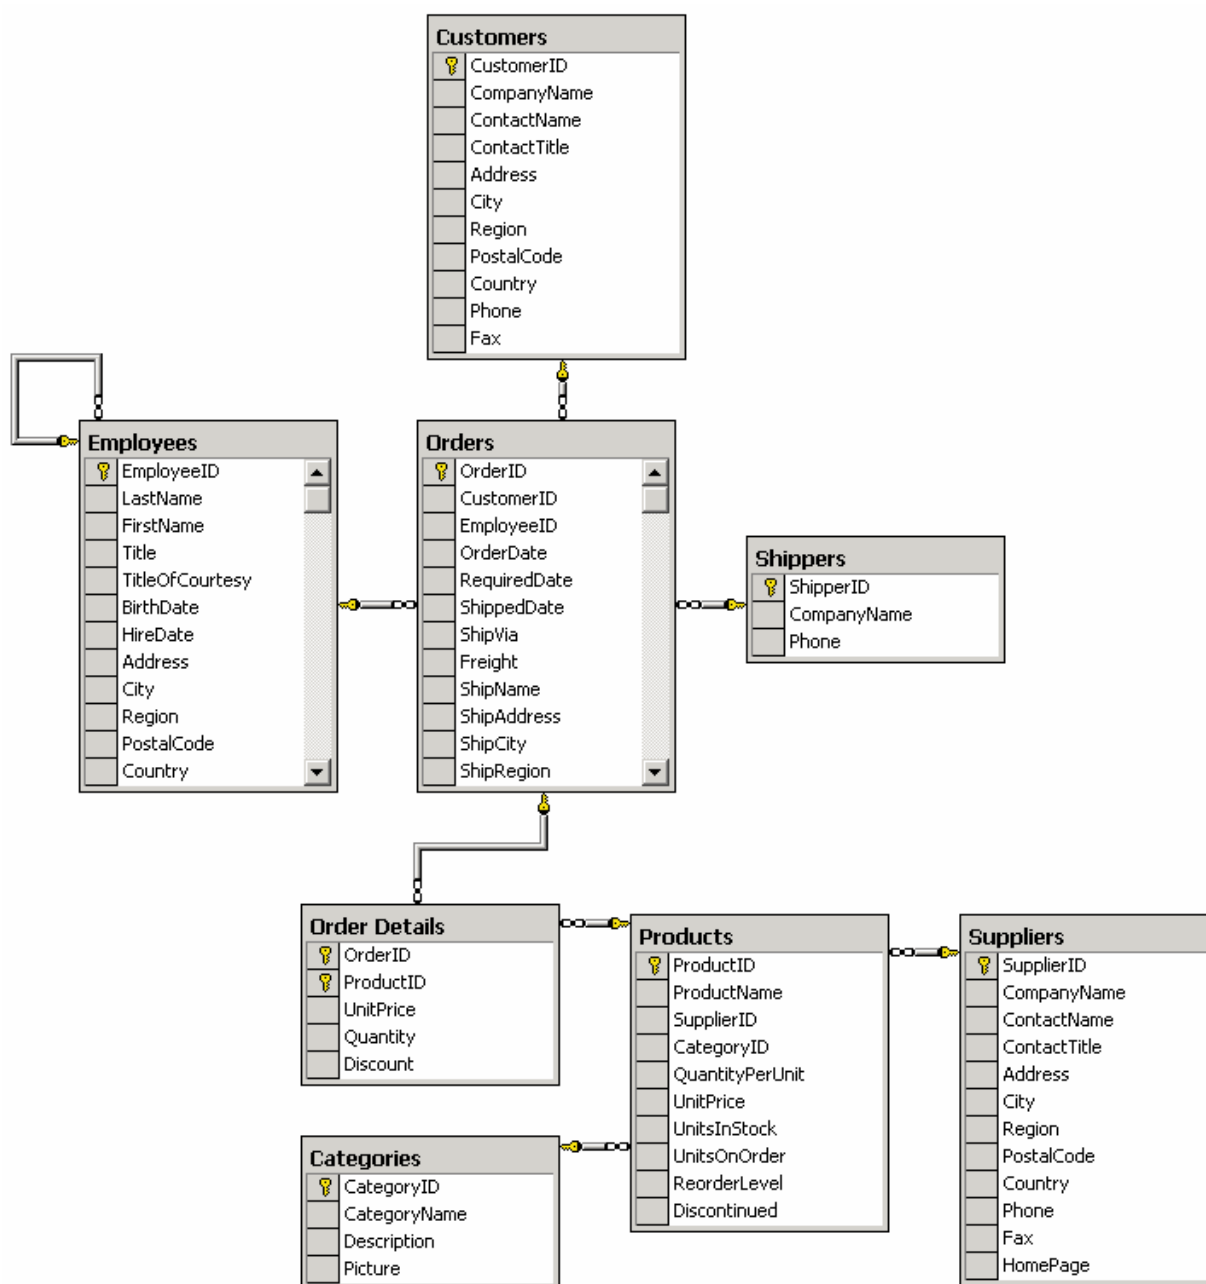 Customers
CustomerID
CompanyName
ContactName
ContactTitle
Address
City
Region
PostalCode
Country
Phone
Fax
Employees
EmployeeID
LastName
FirstName
Title
TitleOfCourtesy
BirthDate
HireDate
Address
City
Region
PostalCode
Country
Orders
OrderID
CustomerID
EmployeeID
OrderDate
RequiredDate
ShippedDate
ShipVia
Freight
ShipName
ShipAddress
ShipCity
ShipRegion
Shippers
ShipperID
CompanyName
Phone
Order Details
OrderID
ProductID
UnitPrice
Quantity
Discount
Products
ProductID
ProductName
SupplierID
CategoryID
QuantityPerUnit
UnitPrice
UnitsInStock
UnitsOnOrder
ReorderLevel
Discontinued
Suppliers
SupplierID
CompanyName
ContactName
ContactTitle
Address
City
Region
PostalCode
Country
Phone
Fax
HomePage
Categories
CategoryID
CategoryName
Description
Picture